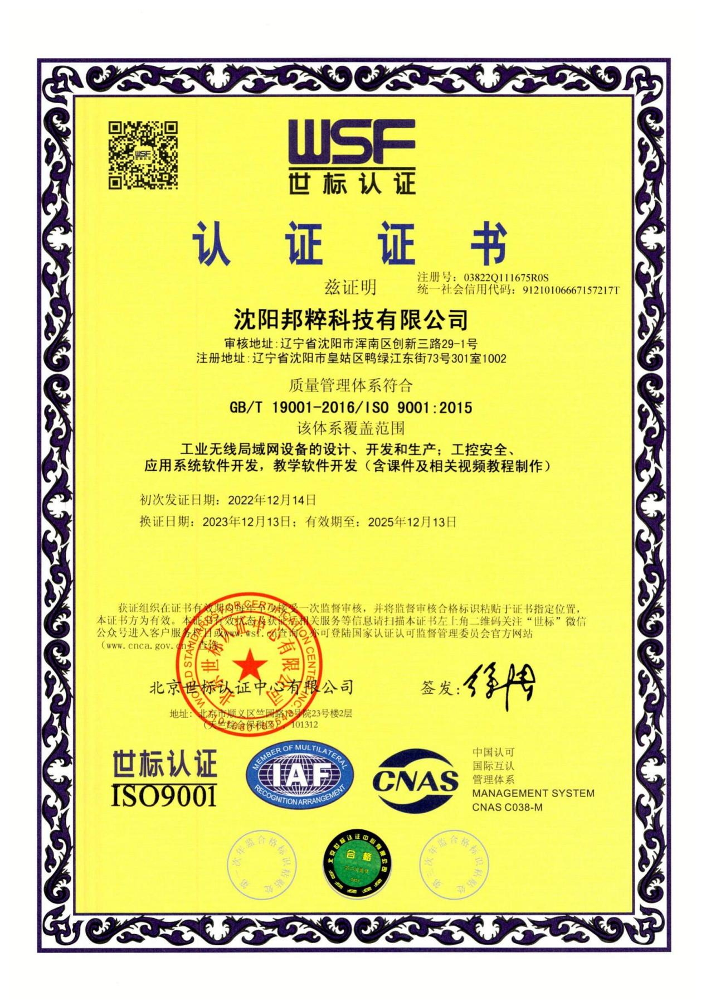 WSF
世标认证
WSF
世标认证
认证证书
注册号：03822Q111675R0S
兹证明
统一社会信用代码：91210106667157217T
沈阳邦粹科技有限公司
审核地址:辽宁省沈阳市浑南区创新三路29-1号
注册地址:辽宁省沈阳市皇姑区鸭绿江东街73号301室1002
质量管理体系符合
GB/T 19001-2016/ISO 9001:2015
该体系覆盖范围
工业无线局域网设备的设计、开发和生产；工控安全、
应用系统软件开发，教学软件开发（含课件及相关视频教程制作）
初次发证日期：2022年12月14日
换证日期：2023年12月13日；有效期至：2025年12月13日
获证组织在证书有效期内每年至少接受一次监督审核，并将监督审核合格标识粘贴于证书指定位置，
本证书方为有效。本证书有效状态及获证后相关服务等信息请扫描本证书左上角二维码关注“世标”微信
公众号进入客户服务栏目或www.wsf.cn查询，亦可登陆国家认证认可监督管理委员会官方网站
（www.cnca.gov.cn）查询。
WORLD STANDARDS FOR CERTIFICATION CENTER INC.
北京世标认证中心有限公司
北京世标认证中心有限公司
签发:
地址：北京市顺义区竺园路12号院23号楼2层
（天竺综合保税区），101312
世标认证
ISO9001
MEMBER OF MULTILATERAL
IAF
RECOGNITION ARRANGEMENT
CNAS
中国认可
国际互认
管理体系
MANAGEMENT SYSTEM
CNAS C038-M
第一次年监合格标识粘贴处
北京世标认证中心有限公司
合格
第三次年监合格标识粘贴处